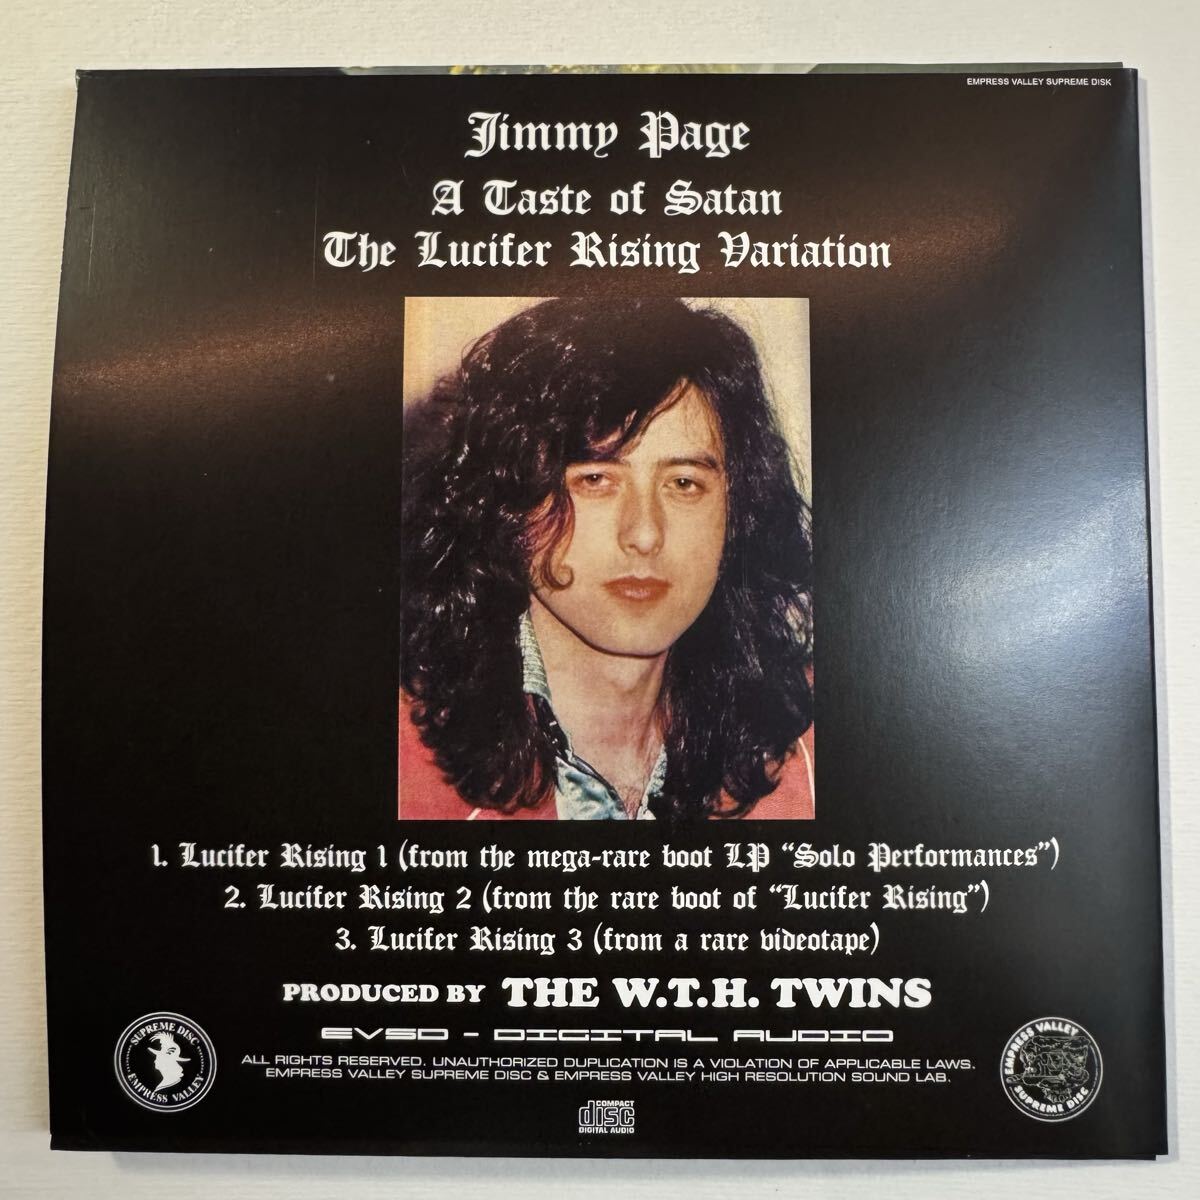 EMPRESS VALLEY SUPREME DISK
Jimmy Page
A Taste of Satan
The Lucifer Rising Variation
1. Lucifer Rising 1 (from the mega-rare boot LP “Solo Performances”)
2. Lucifer Rising 2 (from the rare boot of “Lucifer Rising”)
3. Lucifer Rising 3 (from a rare videotape)
PRODUCED BY THE W.T.H. TWINS
EVSD - DIGITAL AUDIO
ALL RIGHTS RESERVED. UNAUTHORIZED DUPLICATION IS A VIOLATION OF APPLICABLE LAWS.
EMPRESS VALLEY SUPREME DISC & EMPRESS VALLEY HIGH RESOLUTION SOUND LAB.
SUPREME DISC
EMPRESS VALLEY
EMPRESS VALLEY
SUPREME DISC
COMPACT
disc
DIGITAL AUDIO